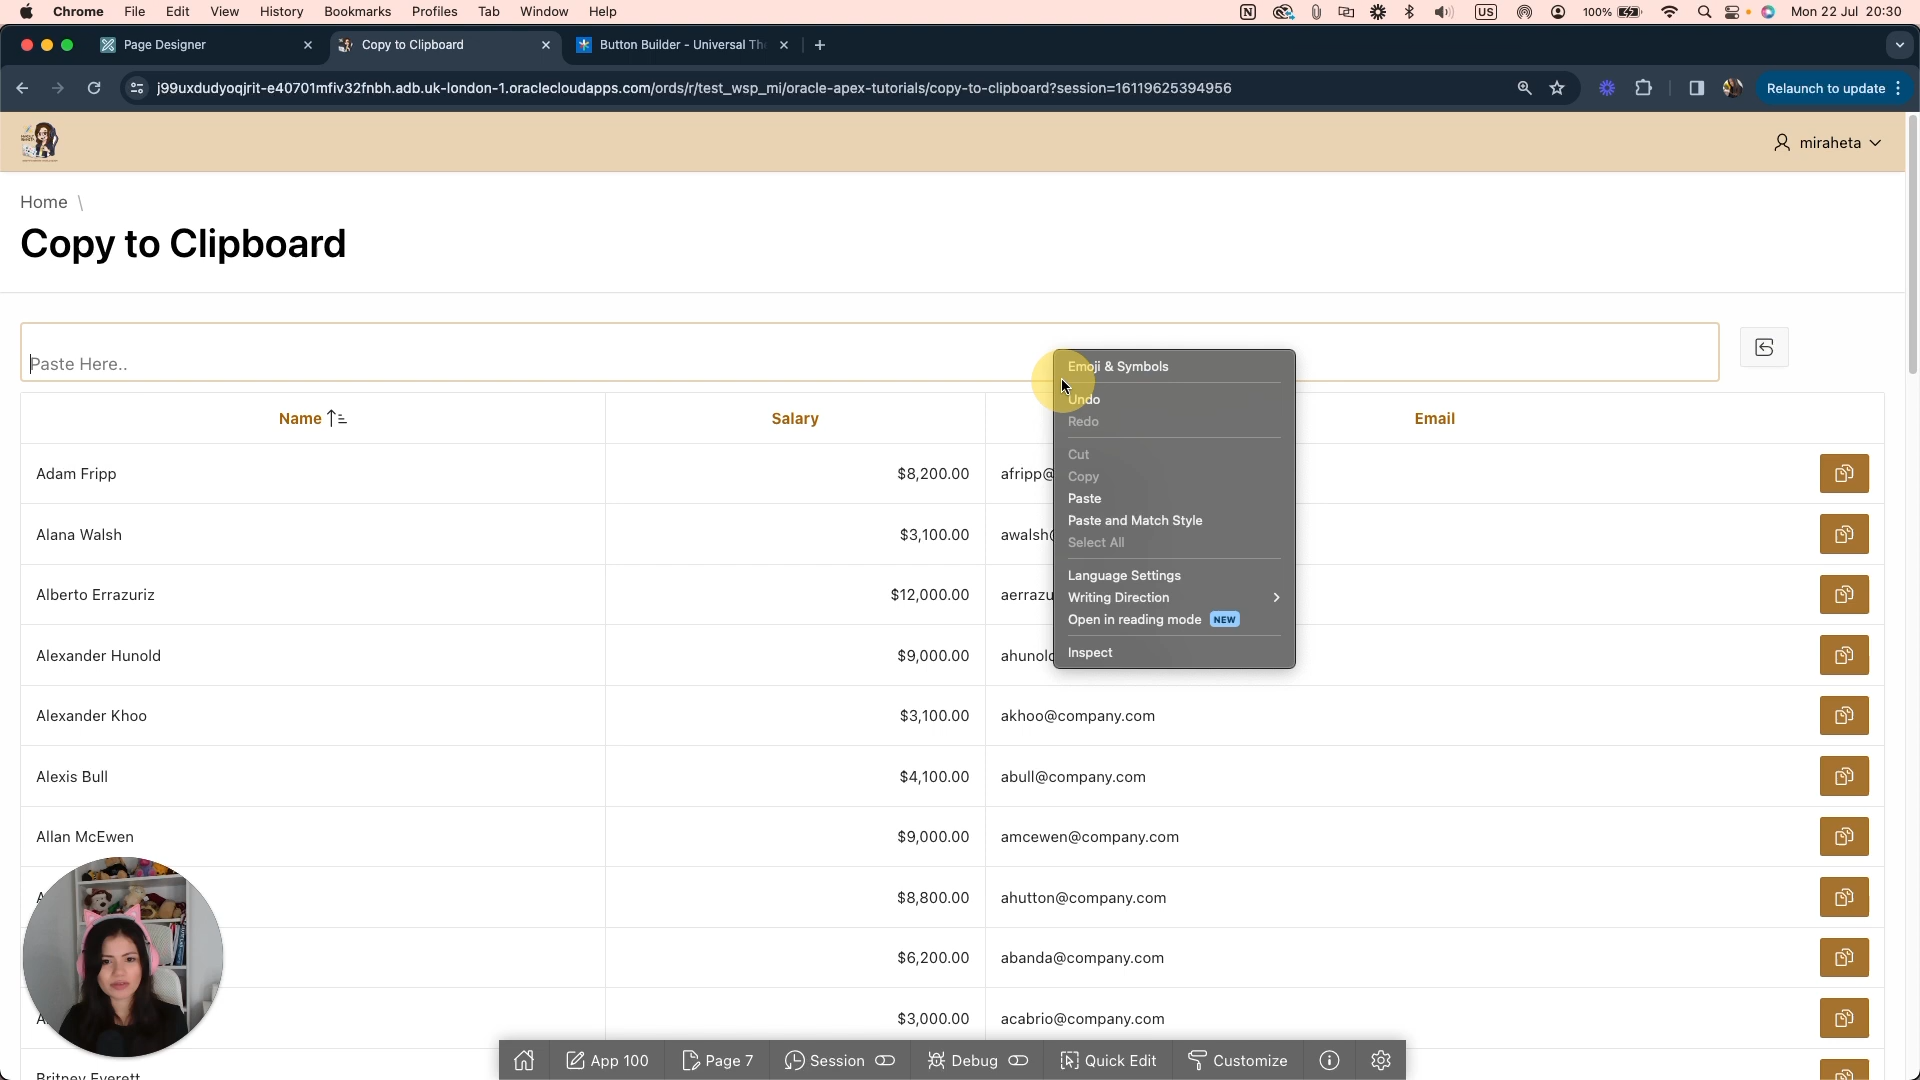 Chrome File Edit View History Bookmarks Profiles Tab Window Help US 100% Mon 22 Jul 20:30
Page Designer Copy to Clipboard Button Builder - Universal Th
j99uxdudyoqjrit-e40701mfiv32fnbh.adb.uk-london-1.oraclecloudapps.com/ords/r/test_wsp_mi/oracle-apex-tutorials/copy-to-clipboard?session=16119625394956 Relaunch to update
miraheta
Home \
Copy to Clipboard
Paste Here..
Emoji & Symbols
Undo
Redo
Cut
Copy
Paste
Paste and Match Style
Select All
Language Settings
Writing Direction
Open in reading mode NEW
Inspect
Name Salary Email
Adam Fripp $8,200.00 afripp@
Alana Walsh $3,100.00 awalsh
Alberto Errazuriz $12,000.00 aerrazu
Alexander Hunold $9,000.00 ahunol
Alexander Khoo $3,100.00 akhoo@company.com
Alexis Bull $4,100.00 abull@company.com
Allan McEwen $9,000.00 amcewen@company.com
$8,800.00 ahutton@company.com
$6,200.00 abanda@company.com
$3,000.00 acabrio@company.com
Britney Everett
App 100 Page 7 Session Debug Quick Edit Customize